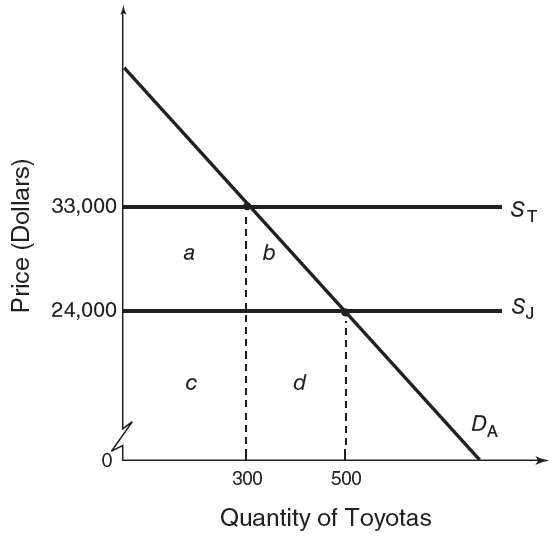 Price (Dollars)
33,000
S_T
a
b
24,000
S_J
c
d
D_A
0
300
500
Quantity of Toyotas